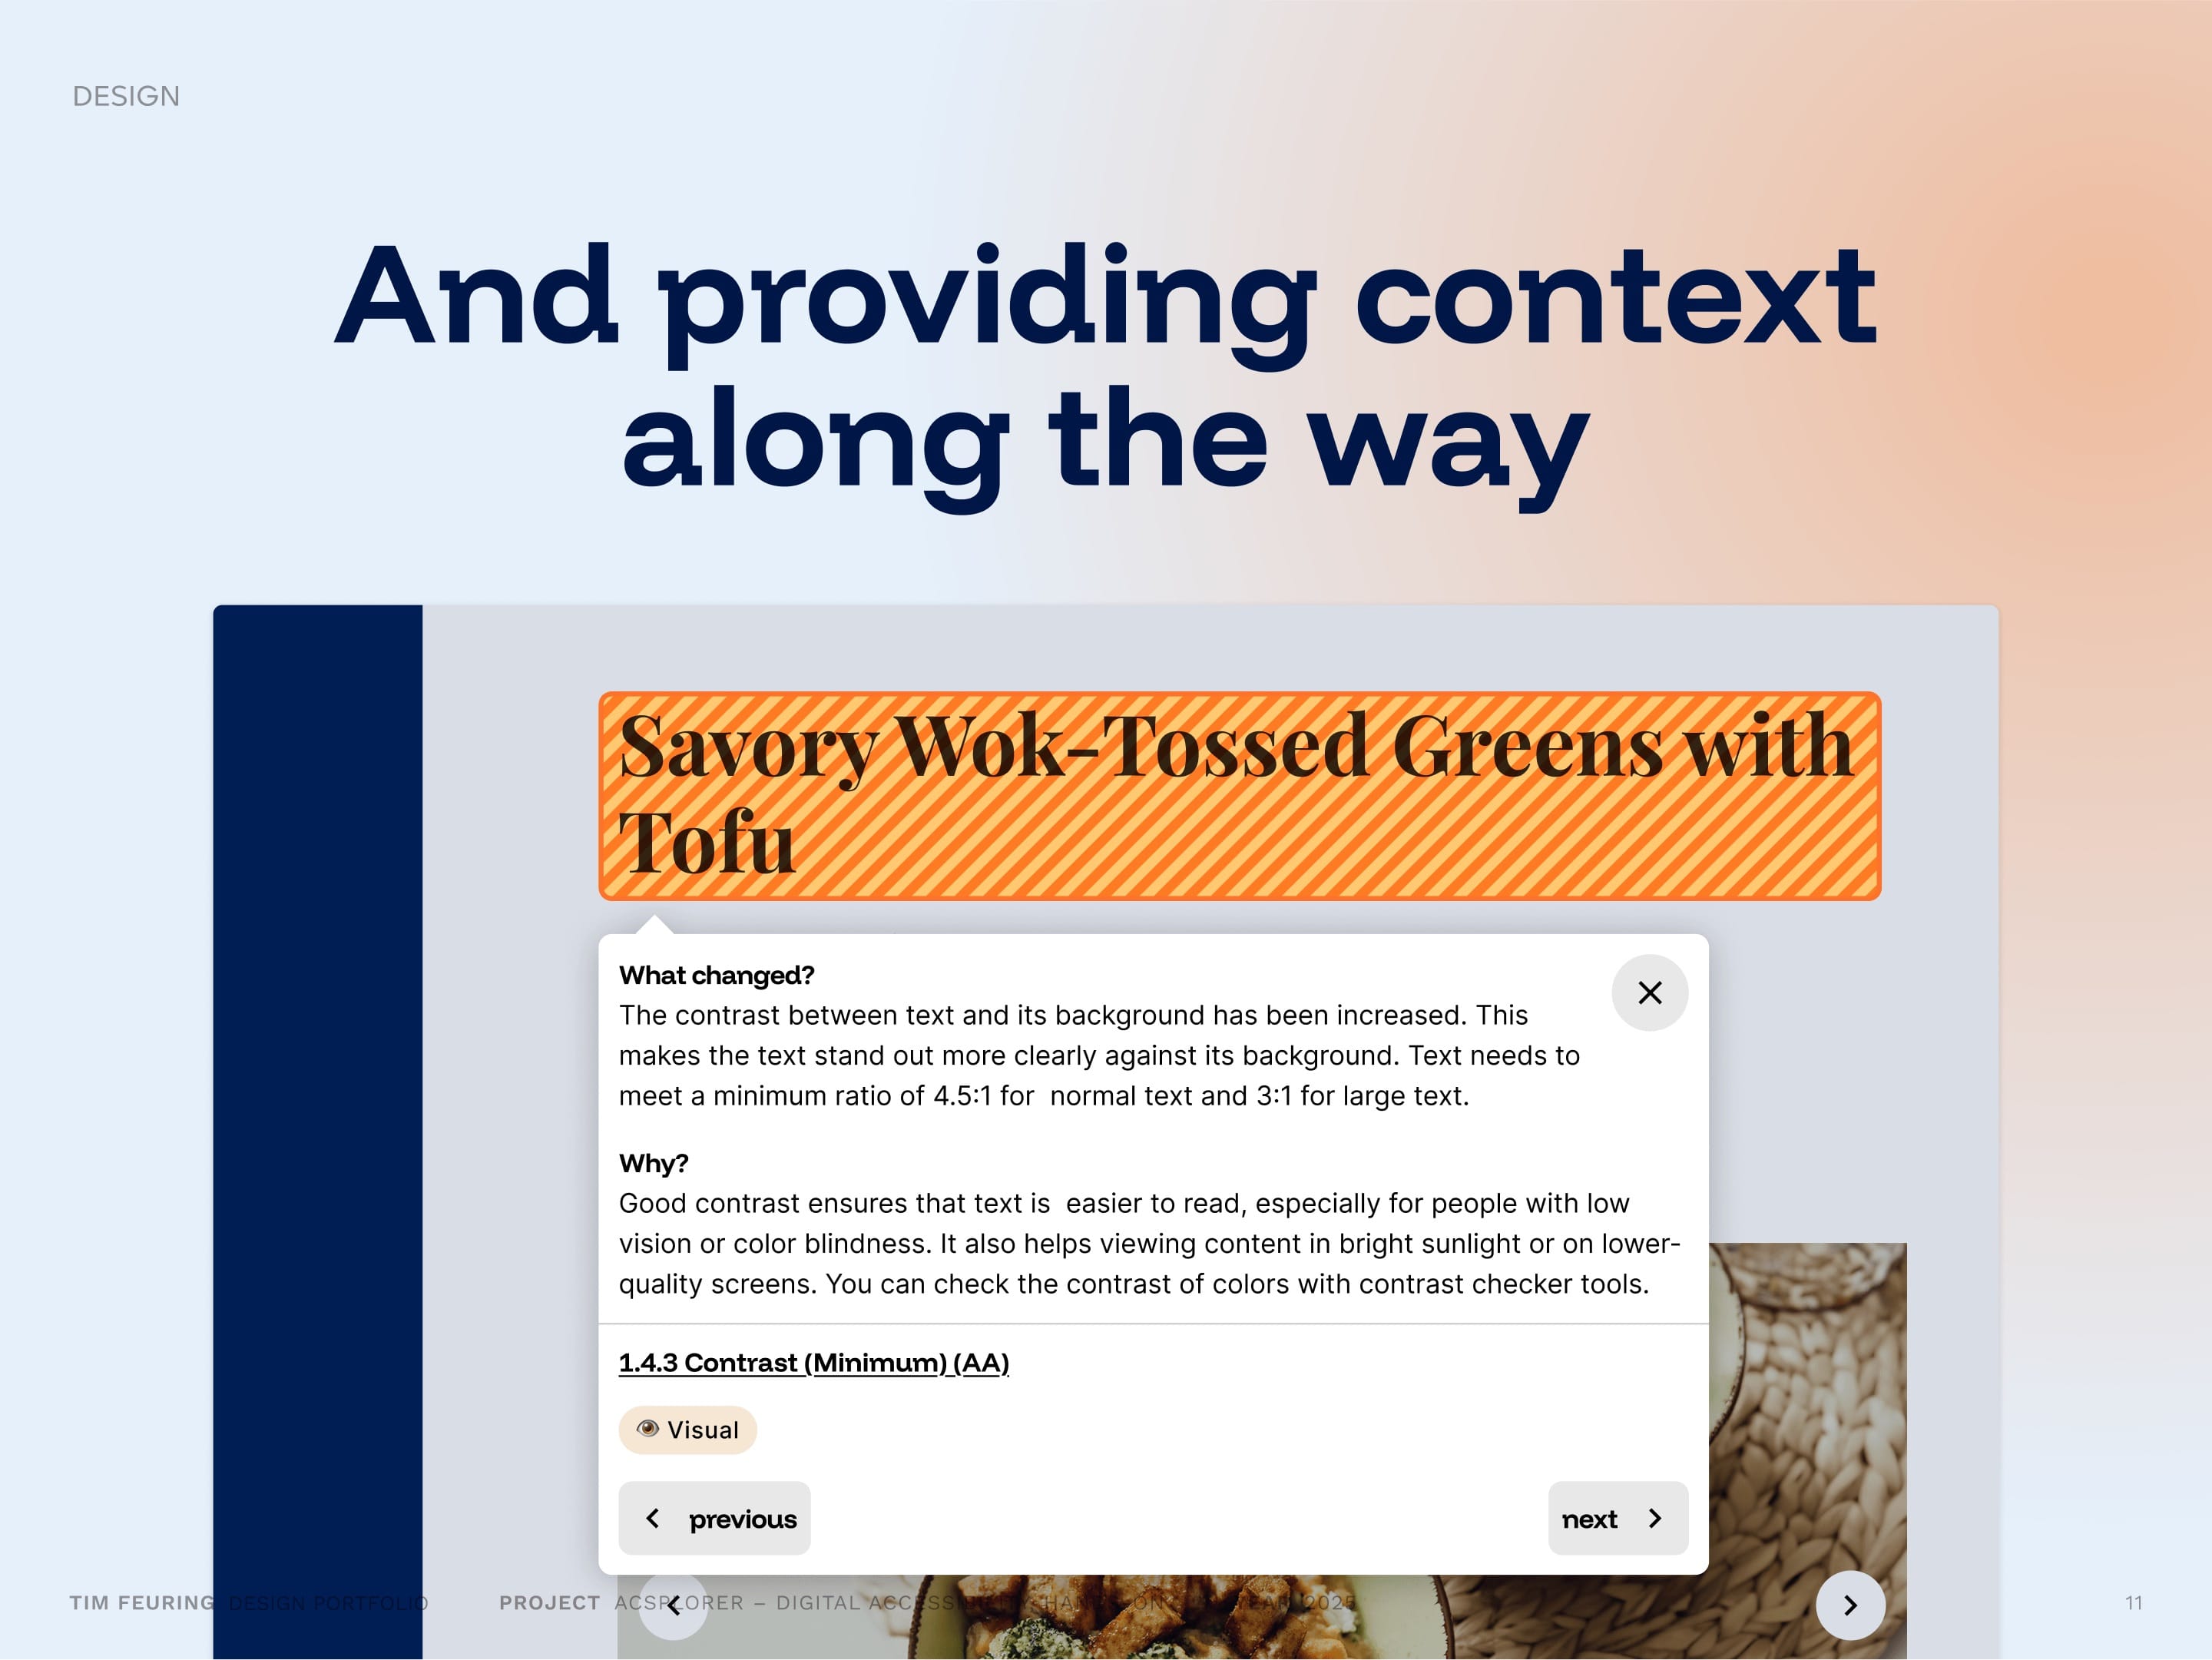 DESIGN
And providing context
along the way
Savory Wok-Tossed Greens with
Tofu
What changed?
The contrast between text and its background has been increased. This
makes the text stand out more clearly against its background. Text needs to
meet a minimum ratio of 4.5:1 for  normal text and 3:1 for large text.
Why?
Good contrast ensures that text is  easier to read, especially for people with low
vision or color blindness. It also helps viewing content in bright sunlight or on lower-
quality screens. You can check the contrast of colors with contrast checker tools.
1.4.3 Contrast (Minimum) (AA)
Visual
previous
next
TIM FEURING DESIGN PORTFOLIO PROJECT ACSPLORER – DIGITAL ACCESSIBILITY HANDS-ON YEAR 2025 11